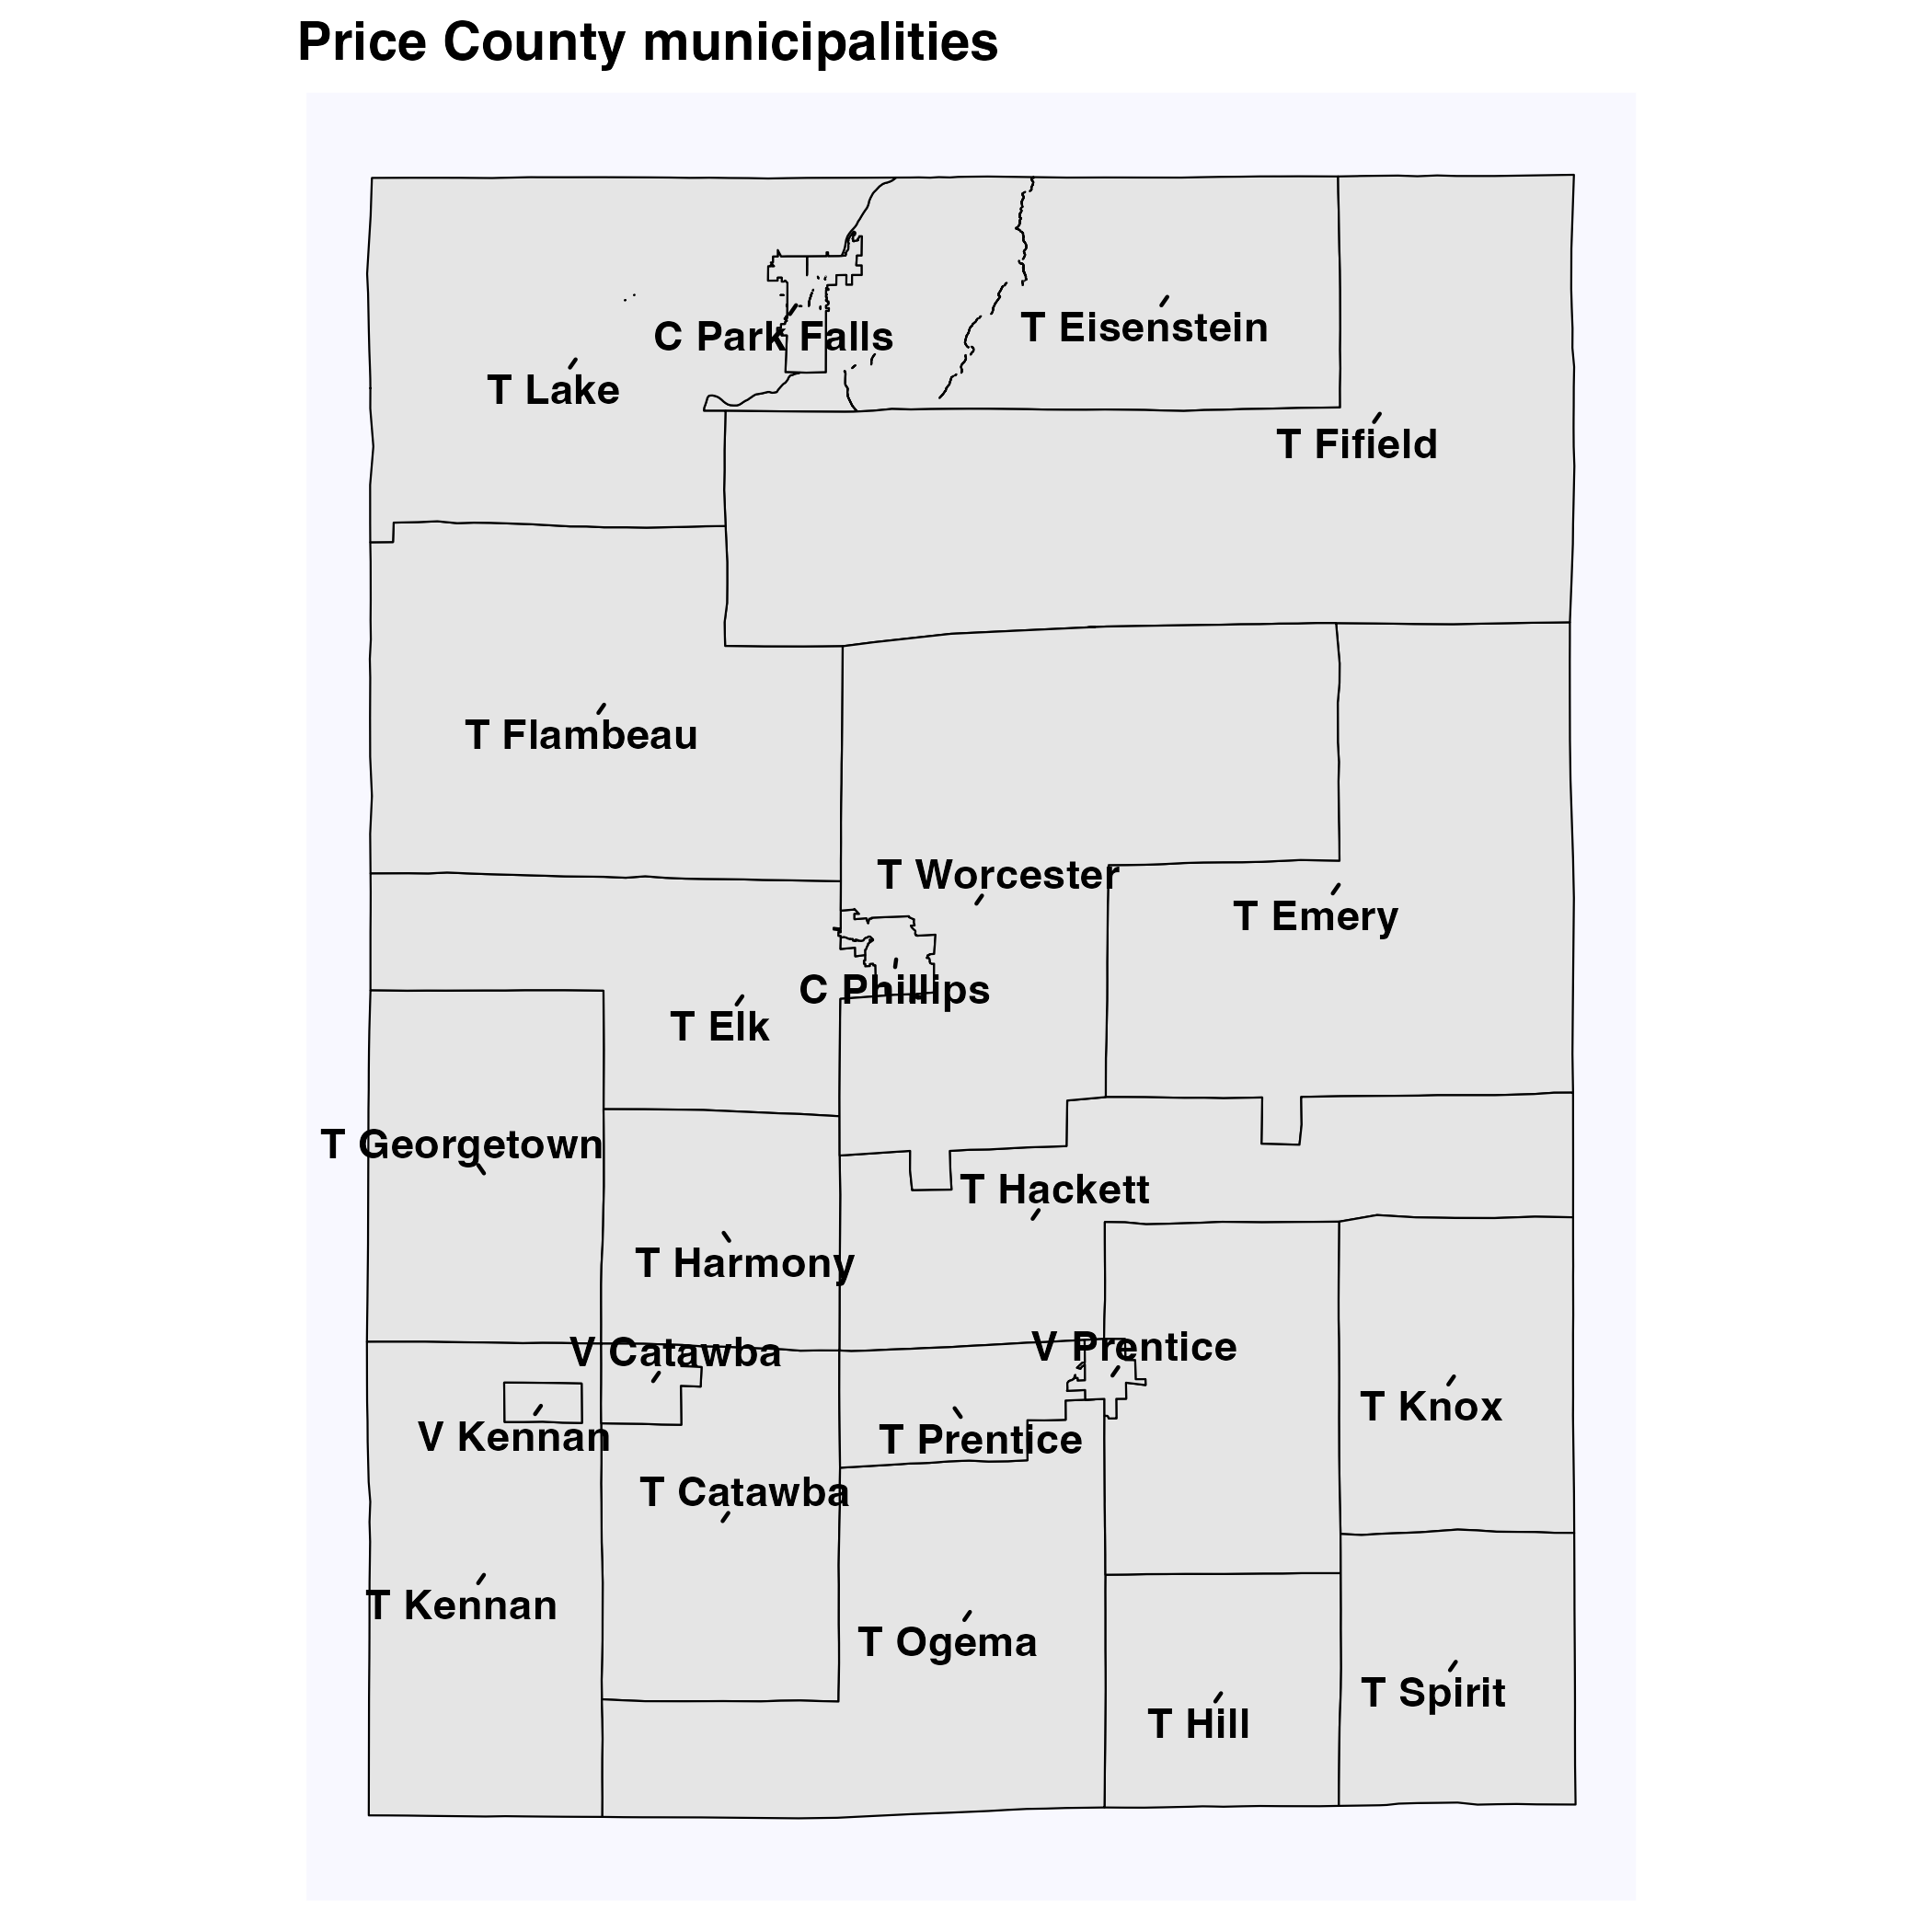 Price County municipalities
T Eisenstein
C Park Falls
T Lake
T Fifield
T Flambeau
T Worcester
T Emery
C Phillips
T Elk
T Georgetown
T Hackett
T Harmony
V Prentice
V Catawba
T Knox
V Kennan
T Prentice
T Catawba
T Kennan
T Ogema
T Spirit
T Hill